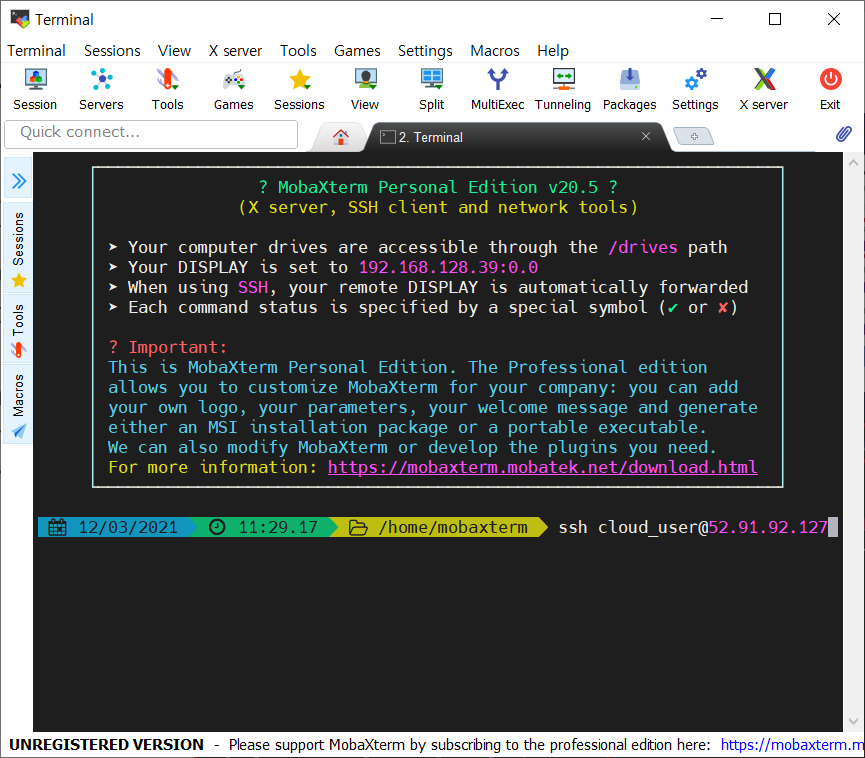 Terminal
Terminal Sessions View X server Tools Games Settings Macros Help
Session Servers Tools Games Sessions View Split MultiExec Tunneling Packages Settings X server Exit
Quick connect...
2. Terminal
Sessions
Tools
Macros
? MobaXterm Personal Edition v20.5 ?
(X server, SSH client and network tools)
➤ Your computer drives are accessible through the /drives path
➤ Your DISPLAY is set to 192.168.128.39:0.0
➤ When using SSH, your remote DISPLAY is automatically forwarded
➤ Each command status is specified by a special symbol (✔ or ✘)
? Important:
This is MobaXterm Personal Edition. The Professional edition
allows you to customize MobaXterm for your company: you can add
your own logo, your parameters, your welcome message and generate
either an MSI installation package or a portable executable.
We can also modify MobaXterm or develop the plugins you need.
For more information: https://mobaxterm.mobatek.net/download.html
12/03/2021 11:29.17 /home/mobaxterm ssh cloud_user@52.91.92.127
UNREGISTERED VERSION - Please support MobaXterm by subscribing to the professional edition here: https://mobaxterm.m